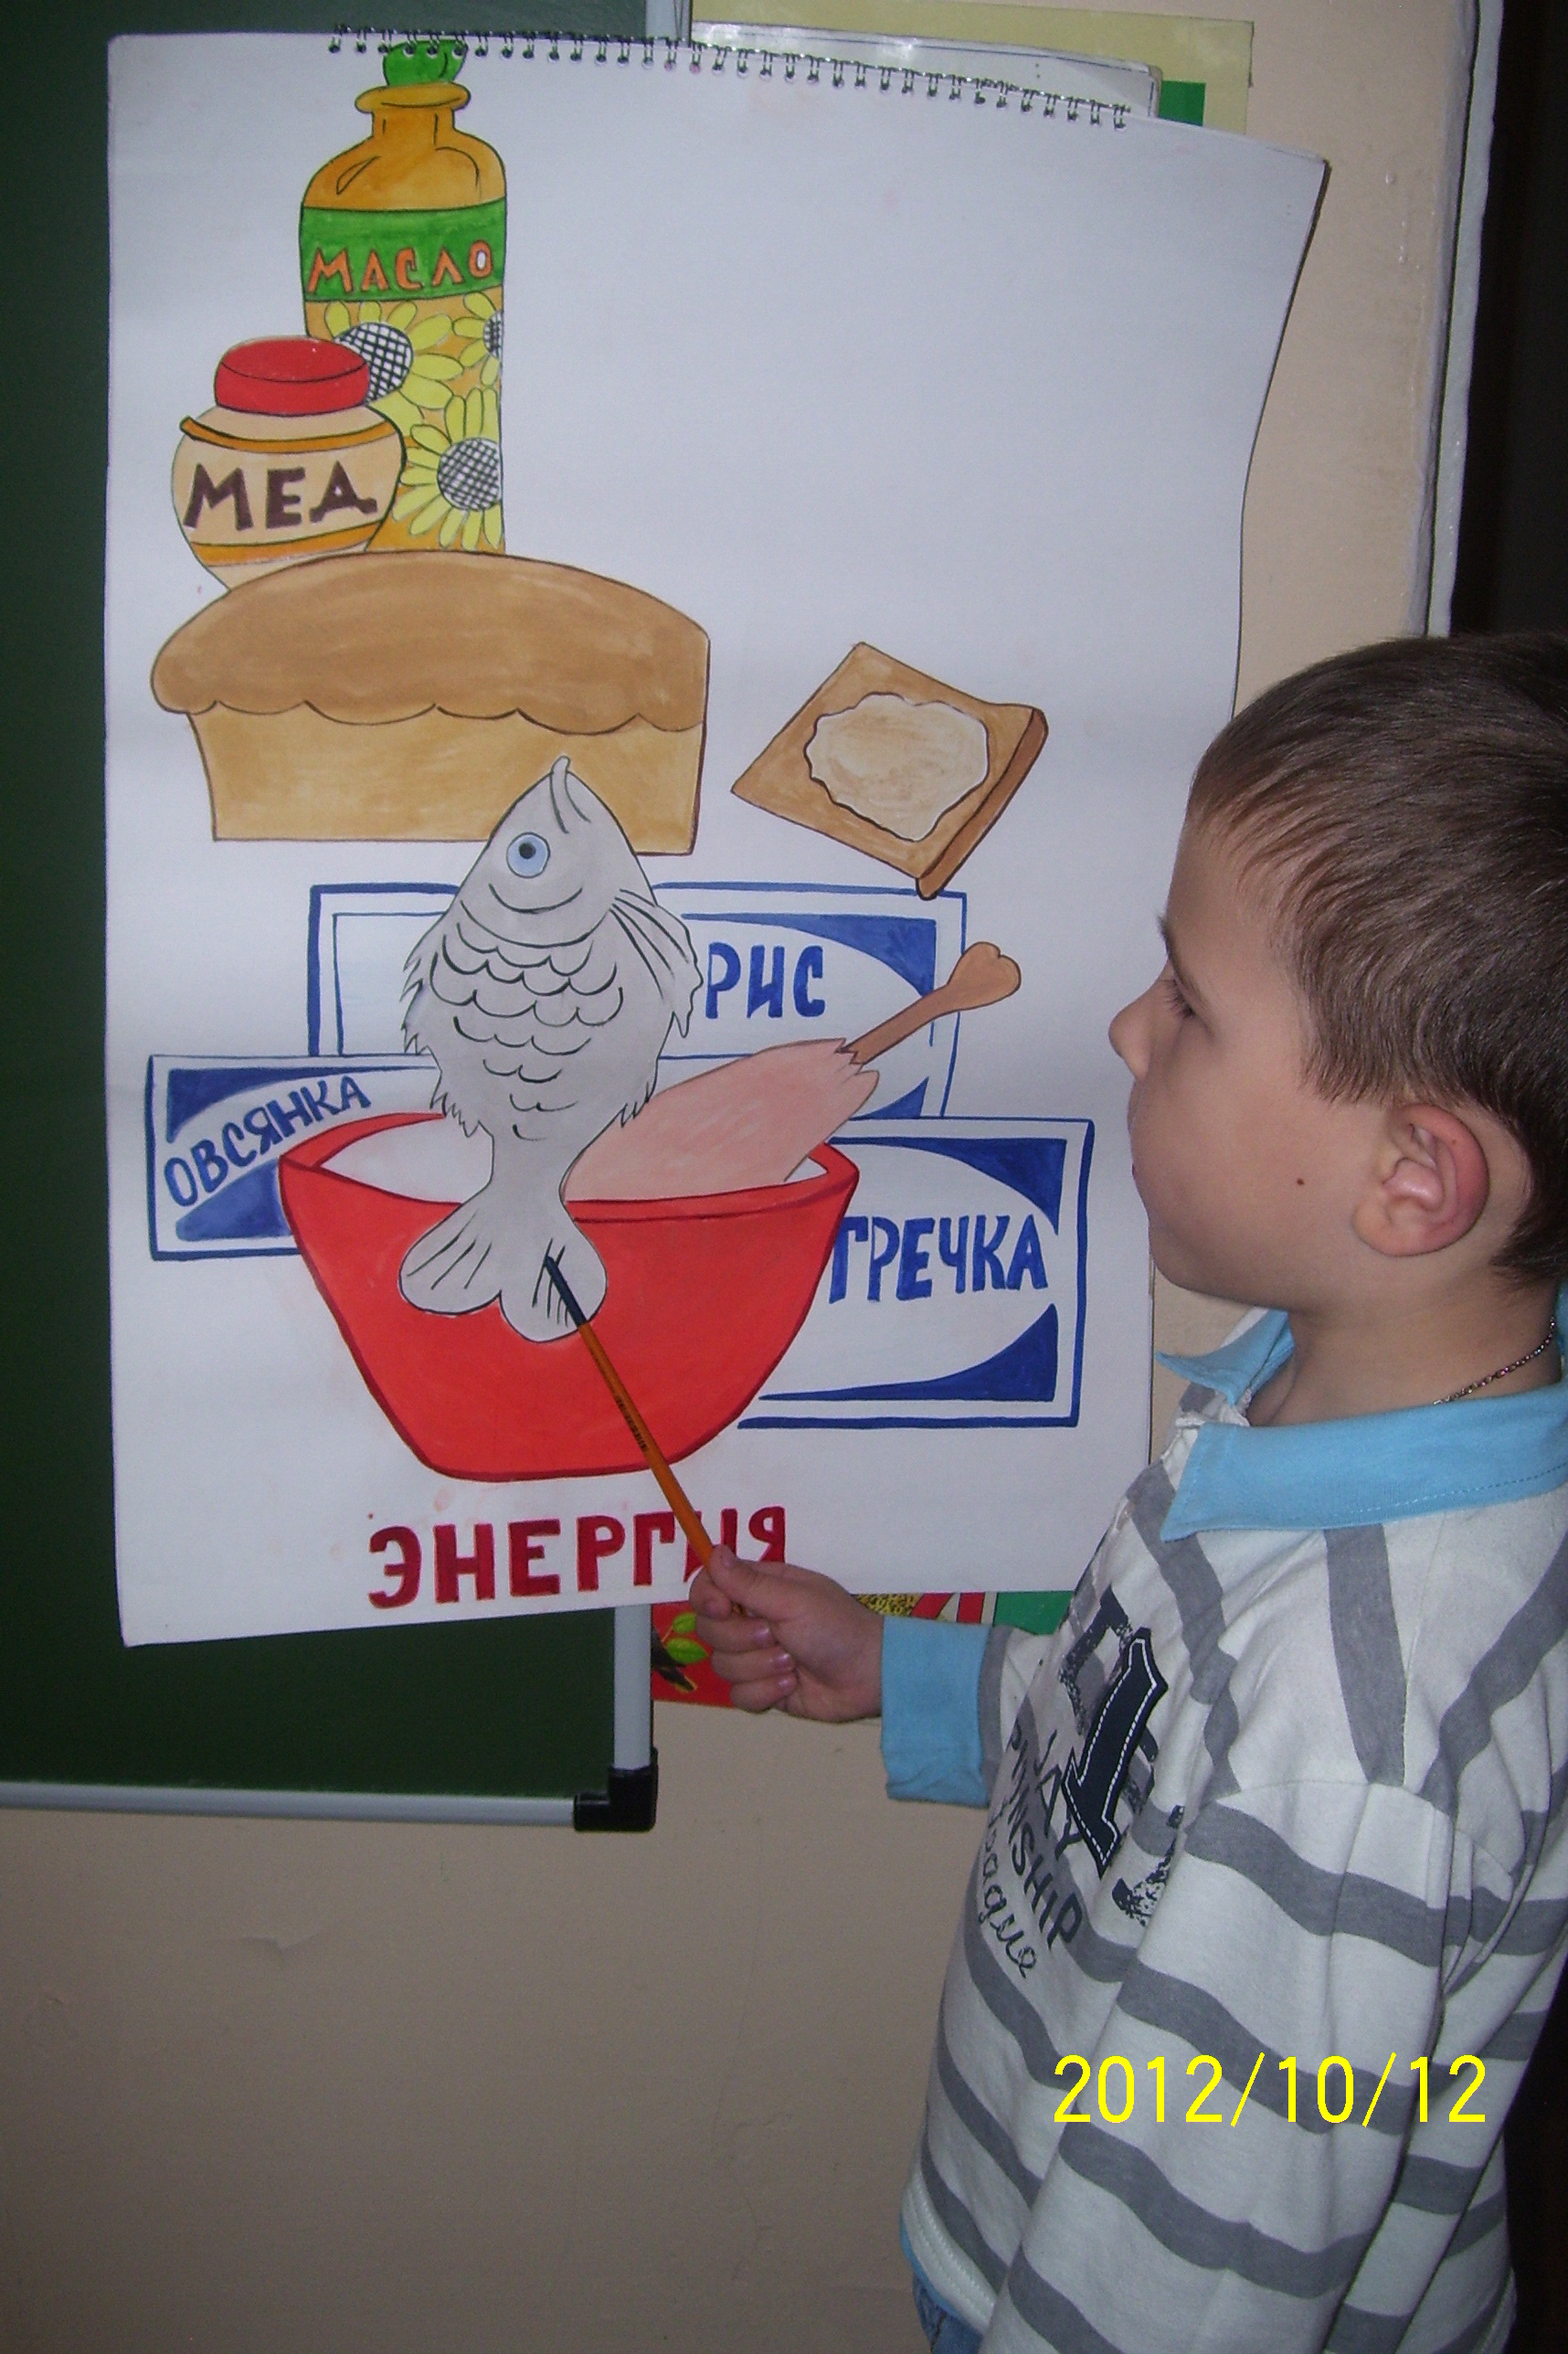 МАСЛО
МЕД
РИС
ОВСЯНКА
ГРЕЧКА
ЭНЕРГИЯ
2012/10/12